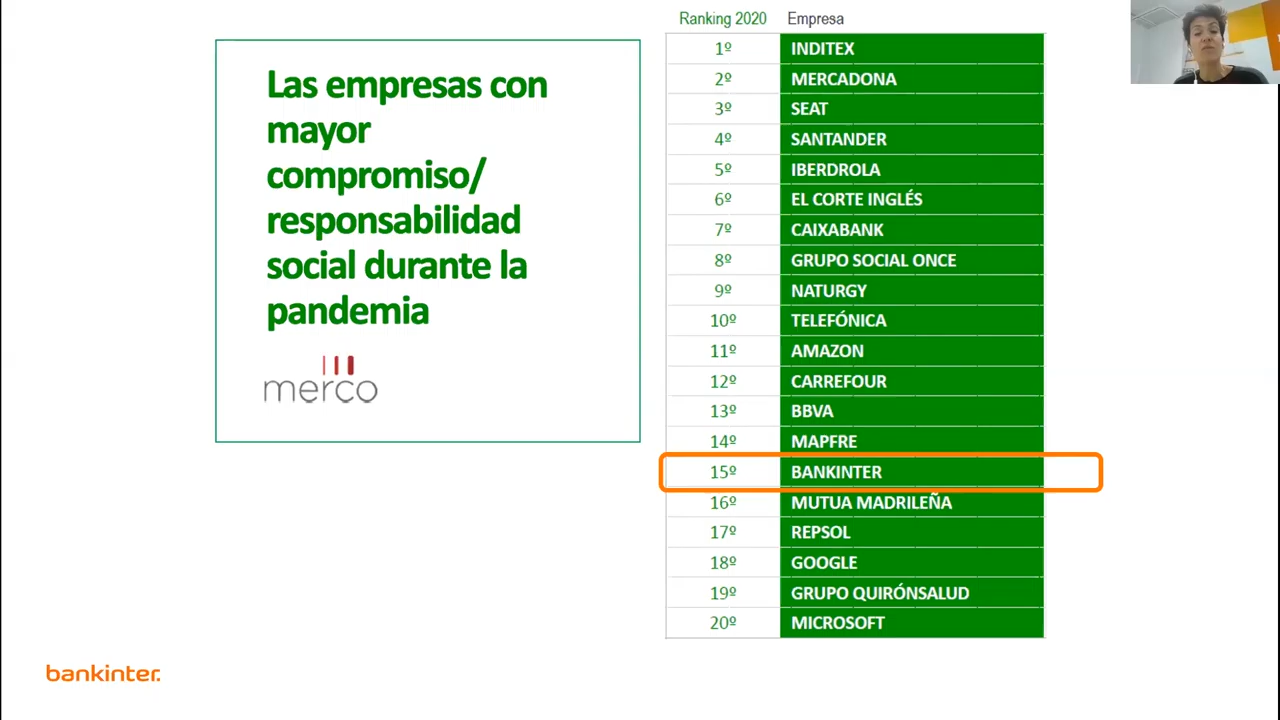 Las empresas con
mayor
compromiso/
responsabilidad
social durante la
pandemia
merco
Ranking 2020 Empresa
1º INDITEX
2º MERCADONA
3º SEAT
4º SANTANDER
5º IBERDROLA
6º EL CORTE INGLÉS
7º CAIXABANK
8º GRUPO SOCIAL ONCE
9º NATURGY
10º TELEFÓNICA
11º AMAZON
12º CARREFOUR
13º BBVA
14º MAPFRE
15º BANKINTER
16º MUTUA MADRILEÑA
17º REPSOL
18º GOOGLE
19º GRUPO QUIRÓNSALUD
20º MICROSOFT
bankinter.